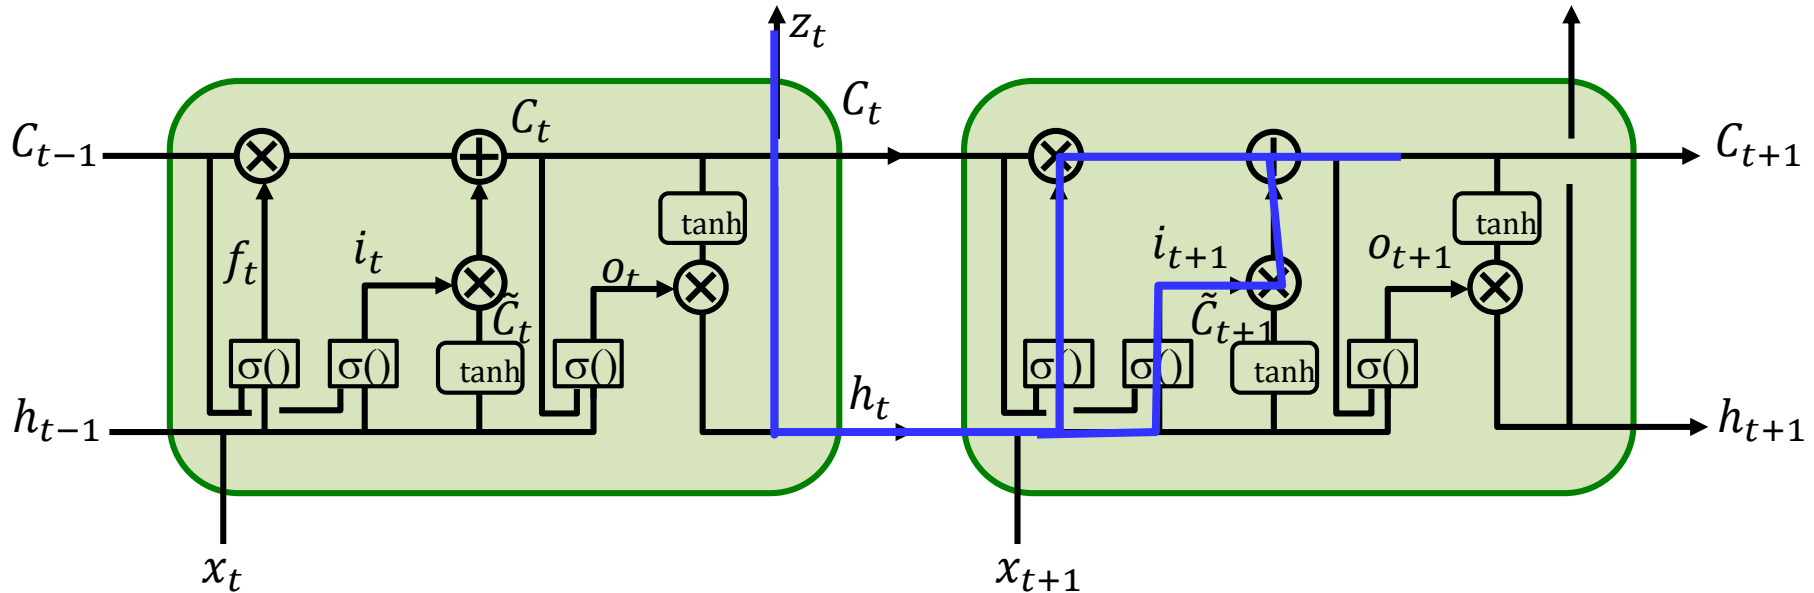 z_t
C_{t-1}
C_t
C_t
C_{t+1}
tanh
tanh
f_t
i_t
o_t
i_{t+1}
o_{t+1}
C̃_t
C̃_{t+1}
σ()
σ()
tanh
σ()
σ()
σ()
tanh
σ()
h_{t-1}
h_t
h_{t+1}
x_t
x_{t+1}